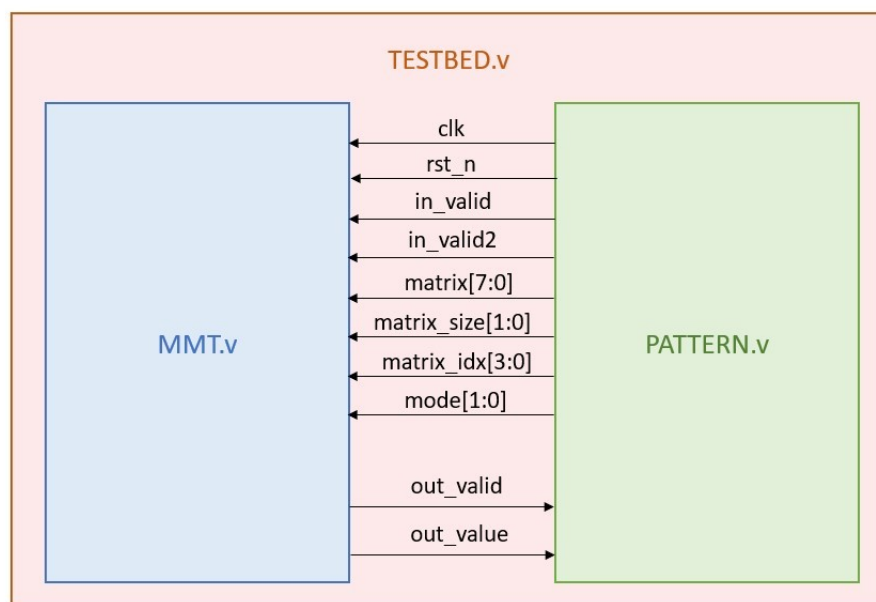 TESTBED.v
clk
rst_n
in_valid
in_valid2
matrix[7:0]
matrix_size[1:0]
MMT.v
PATTERN.v
matrix_idx[3:0]
mode[1:0]
out_valid
out_value